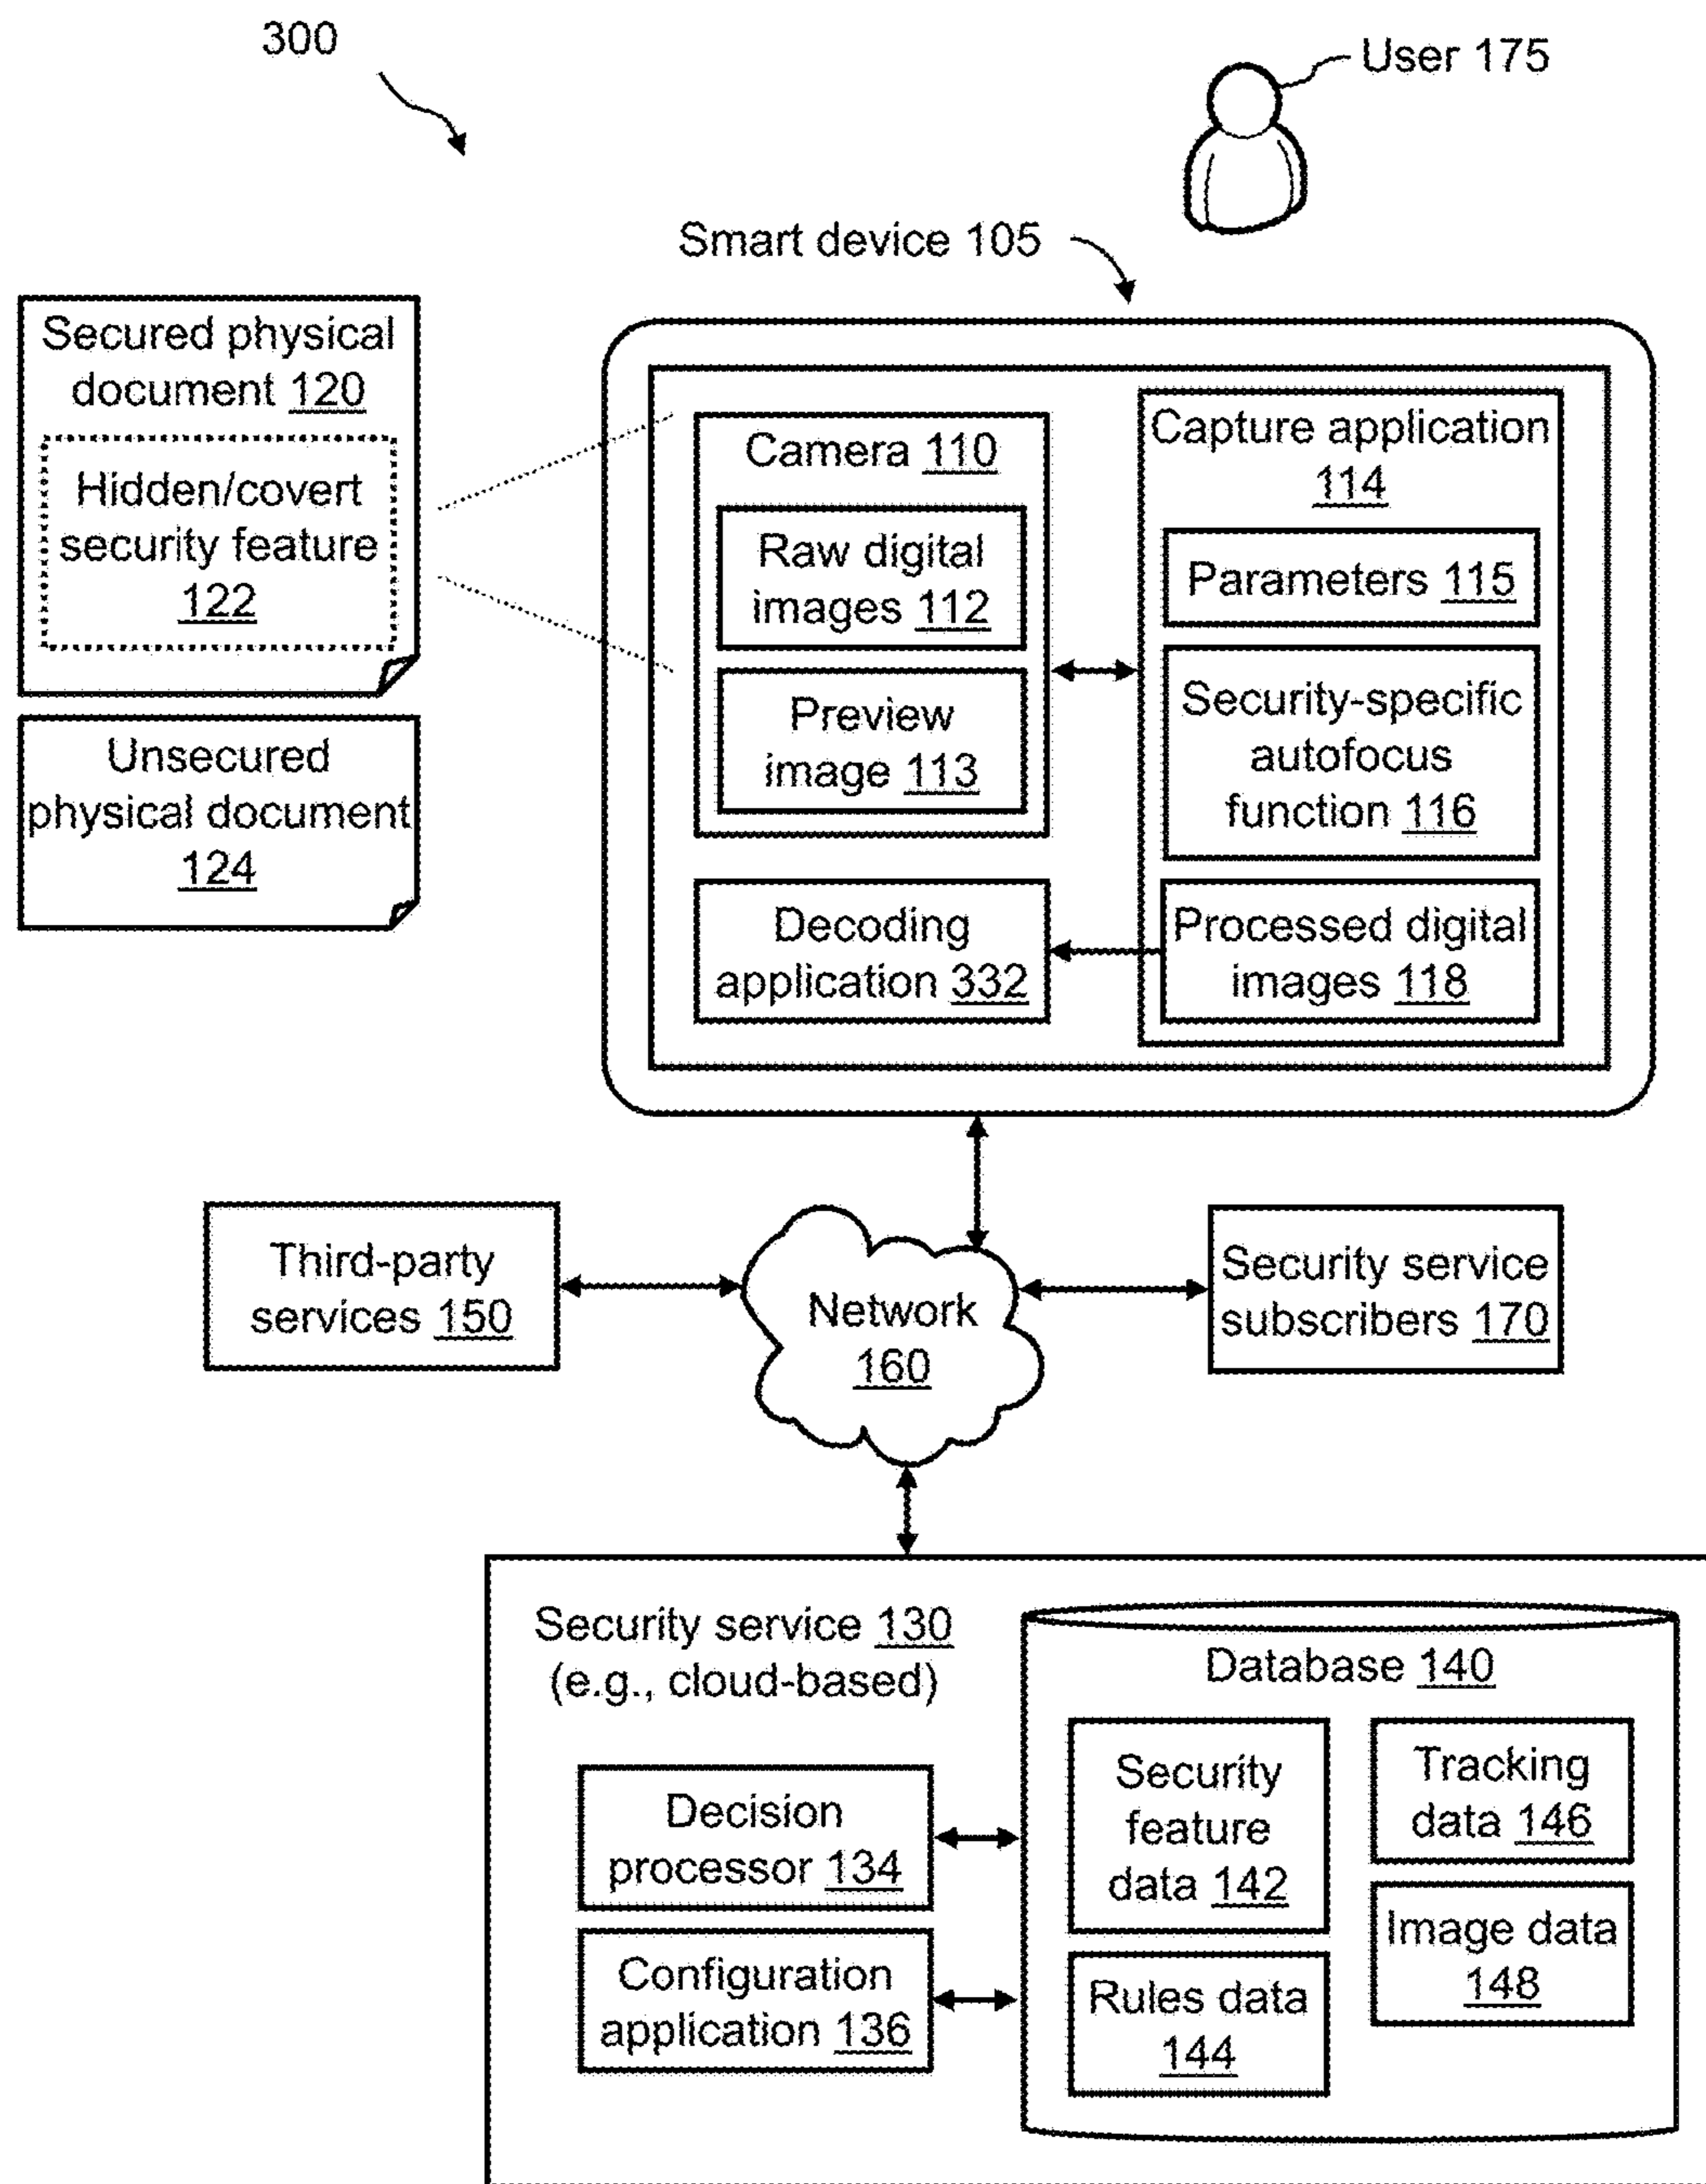 300
User 175
Smart device 105
Secured physical
document 120
Hidden/covert
security feature
122
Unsecured
physical document
124
Camera 110
Raw digital
images 112
Preview
image 113
Capture application
114
Parameters 115
Security-specific
autofocus
function 116
Decoding
application 332
Processed digital
images 118
Third-party
services 150
Network
160
Security service
subscribers 170
Security service 130
(e.g., cloud-based)
Decision
processor 134
Configuration
application 136
Database 140
Security
feature
data 142
Tracking
data 146
Rules data
144
Image data
148